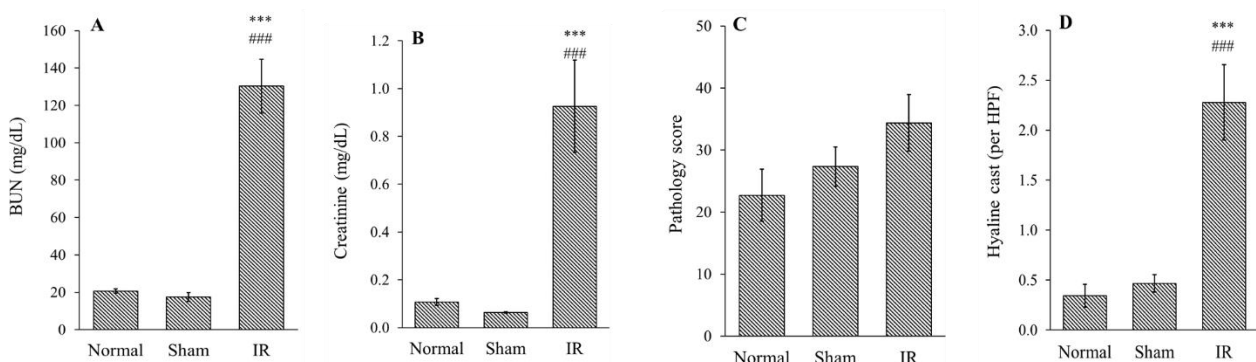 A
BUN (mg/dL)
160
140
120
100
80
60
40
20
0
***
###
Normal Sham IR
B
Creatinine (mg/dL)
1.2
1.0
0.8
0.6
0.4
0.2
0.0
***
###
Normal Sham IR
C
Pathology score
50
40
30
20
10
0
Normal Sham IR
D
Hyaline cast (per HPF)
3.0
2.5
2.0
1.5
1.0
0.5
0.0
***
###
Normal Sham IR